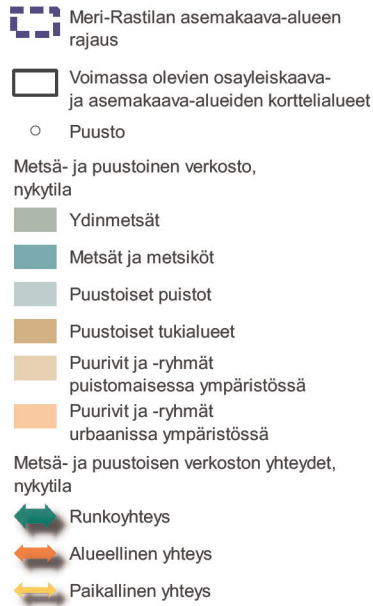 Meri-Rastilan asemakaava-alueen
rajaus
Voimassa olevien osayleiskaava-
ja asemakaava-alueiden korttelialueet
Puusto
Metsä- ja puustoinen verkosto,
nykytila
Ydinmetsät
Metsät ja metsiköt
Puustoiset puistot
Puustoiset tukialueet
Puurivit ja -ryhmät
puistomaisessa ympäristössä
Puurivit ja -ryhmät
urbaanissa ympäristössä
Metsä- ja puustoisen verkoston yhteydet,
nykytila
Runkoyhteys
Alueellinen yhteys
Paikallinen yhteys